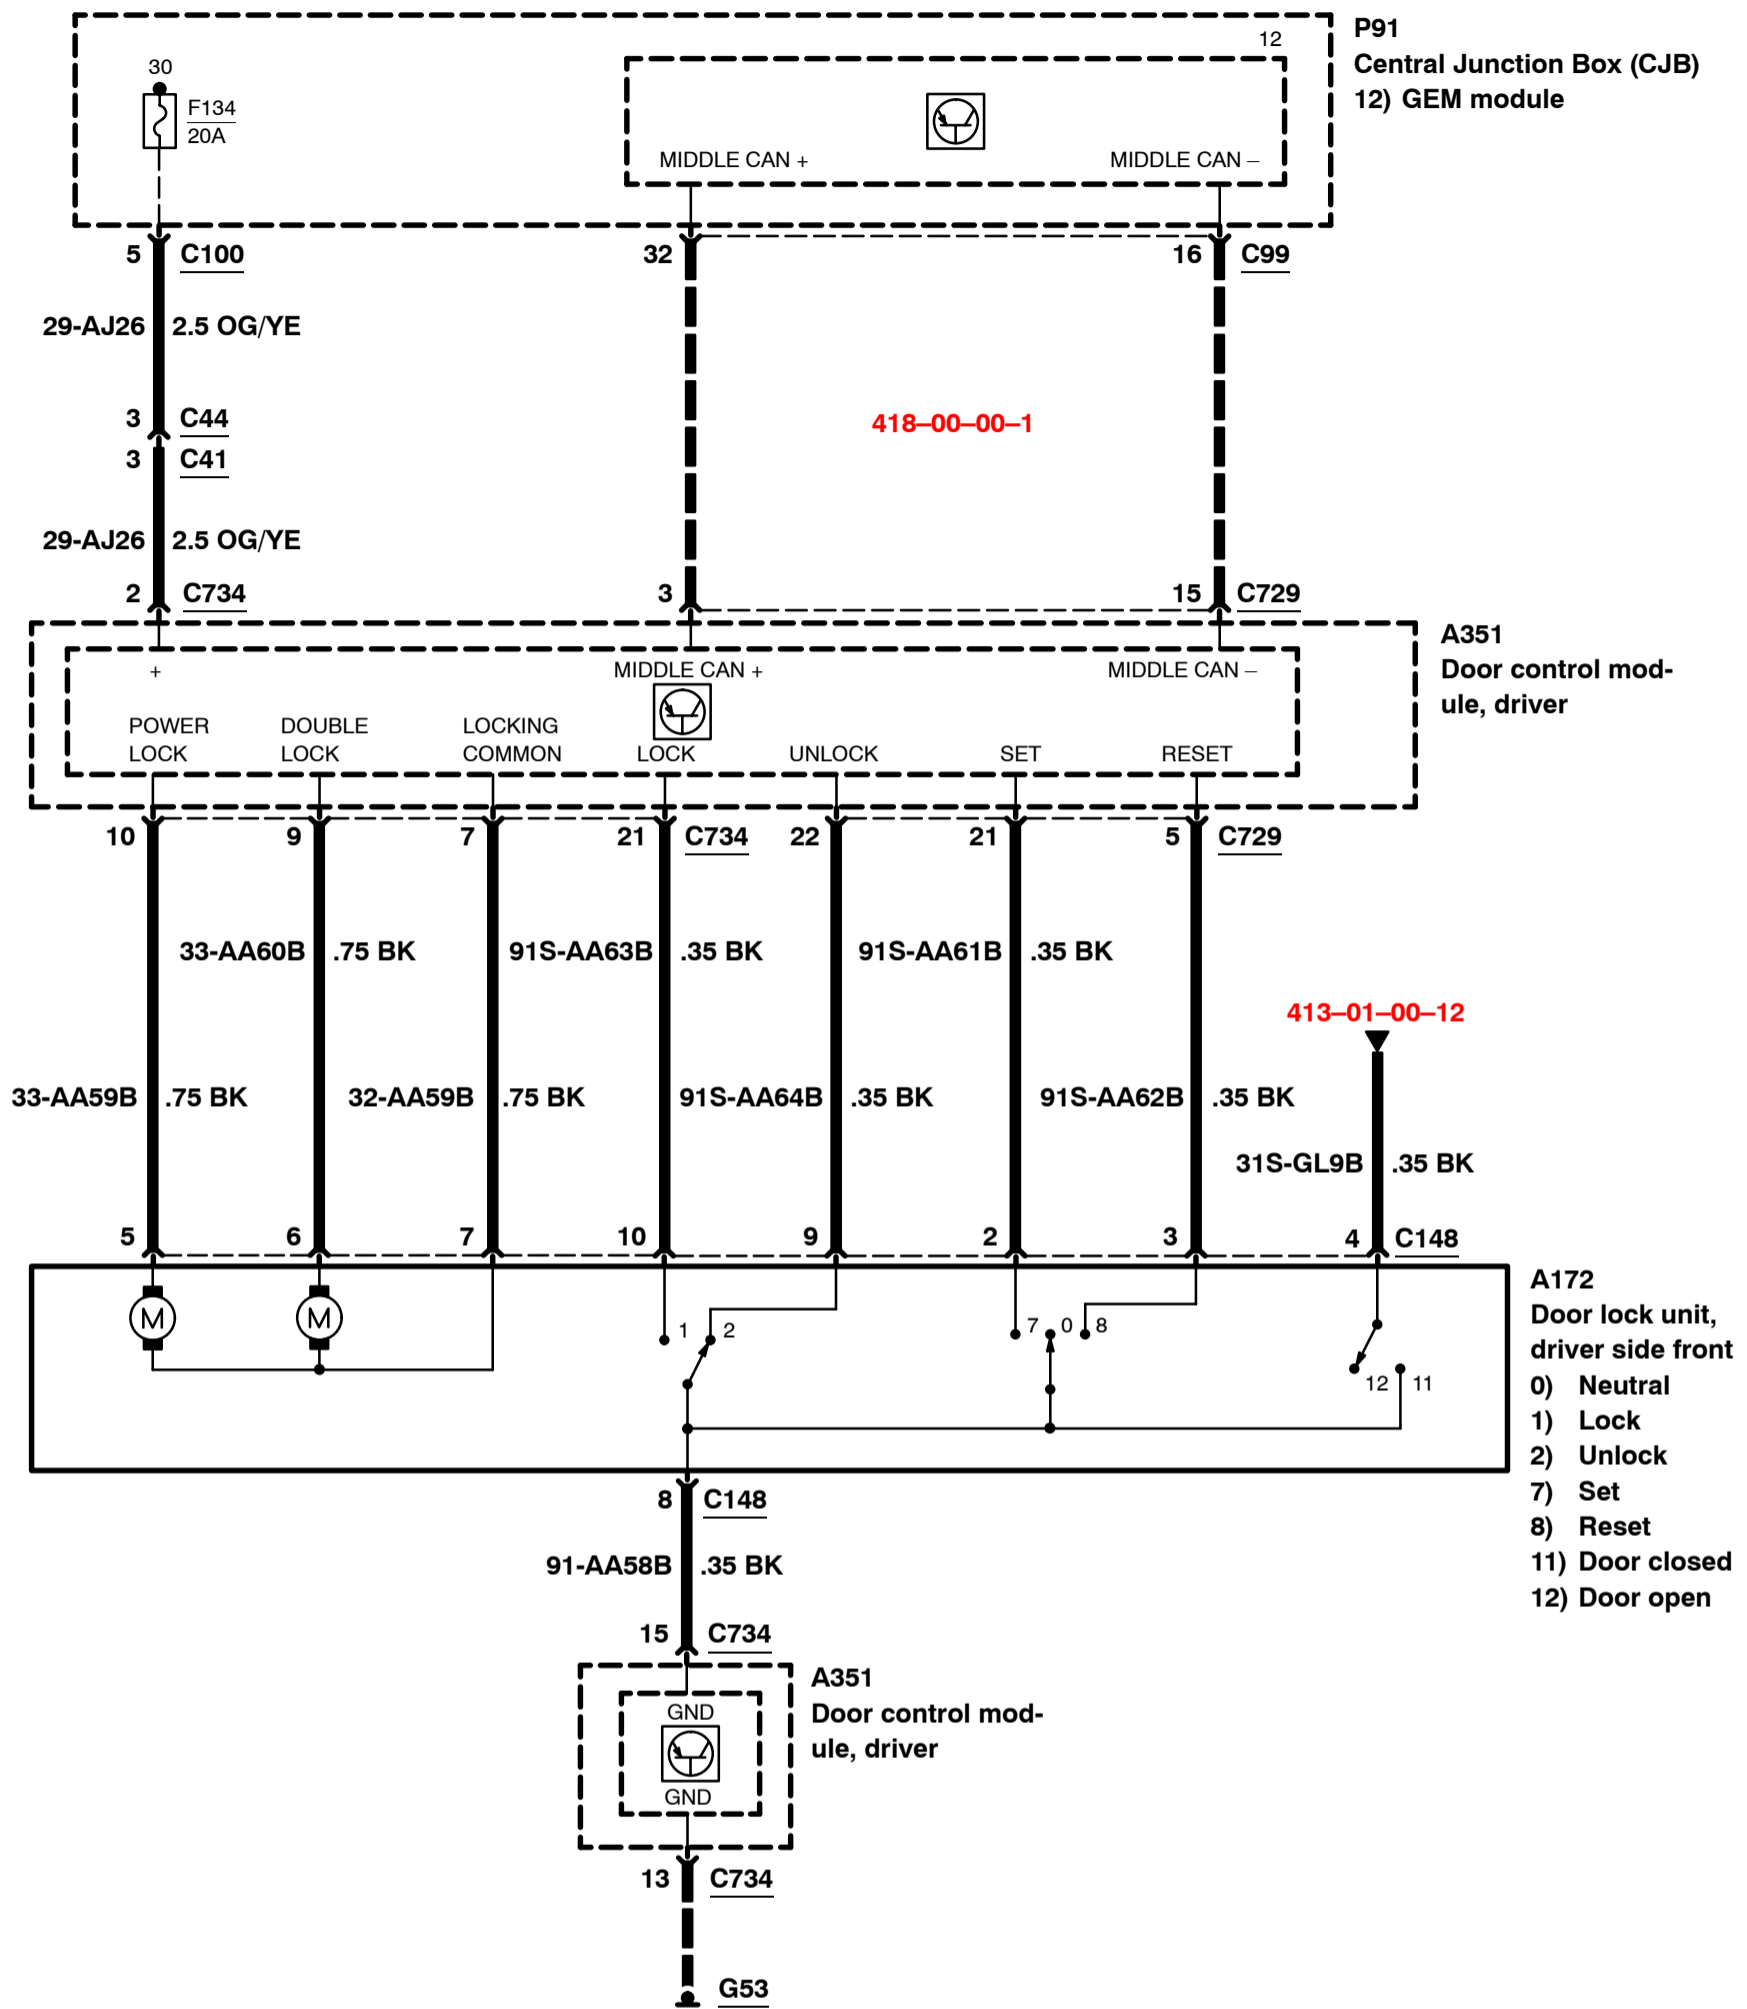 P91
Central Junction Box (CJB)
12) GEM module
30
F134
20A
12
MIDDLE CAN + MIDDLE CAN –
5 C100 32 16 C99
29-AJ26 2.5 OG/YE
3 C44
418–00–00–1
3 C41
29-AJ26 2.5 OG/YE
2 C734 3 15 C729
A351
Door control mod-
ule, driver
+ MIDDLE CAN + MIDDLE CAN –
POWER DOUBLE LOCKING
LOCK LOCK COMMON LOCK UNLOCK SET RESET
10 9 7 21 C734 22 21 5 C729
33-AA60B .75 BK 91S-AA63B .35 BK 91S-AA61B .35 BK
413–01–00–12
33-AA59B .75 BK 32-AA59B .75 BK 91S-AA64B .35 BK 91S-AA62B .35 BK
31S-GL9B .35 BK
5 6 7 10 9 2 3 4 C148
M M
1 2 7 0 8
12 11
A172
Door lock unit,
driver side front
0) Neutral
1) Lock
2) Unlock
7) Set
8) Reset
11) Door closed
12) Door open
8 C148
91-AA58B .35 BK
15 C734
A351
Door control mod-
ule, driver
GND
GND
13 C734
G53